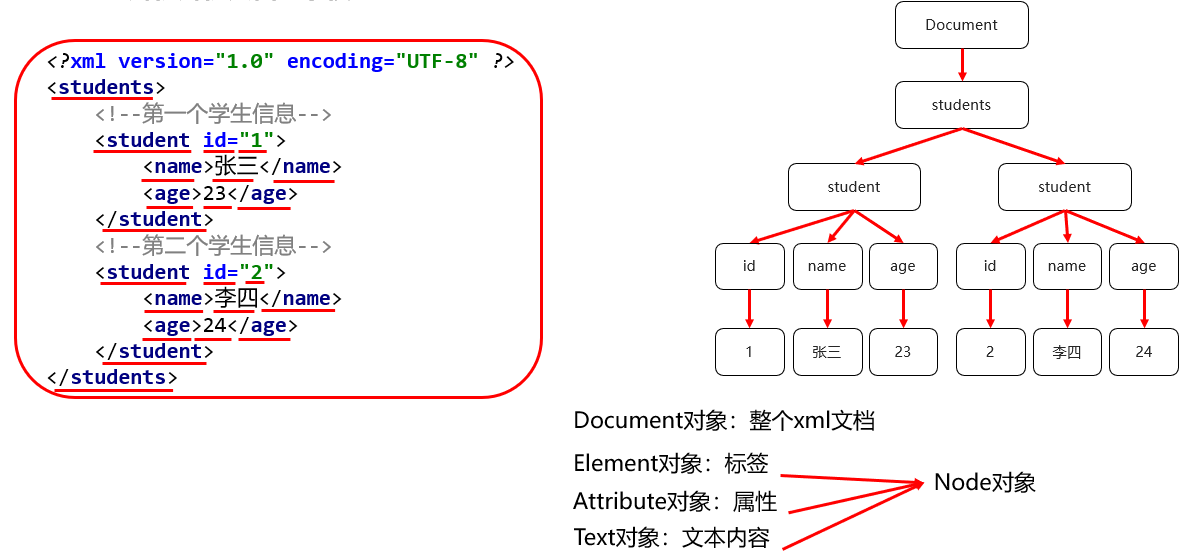 <?xml version="1.0" encoding="UTF-8" ?>
<students>
<!--第一个学生信息-->
<student id="1">
<name>张三</name>
<age>23</age>
</student>
<!--第二个学生信息-->
<student id="2">
<name>李四</name>
<age>24</age>
</student>
</students>
Document
students
student student
id name age id name age
1 张三 23 2 李四 24
Document对象：整个xml文档
Element对象：标签
Attribute对象：属性
Text对象：文本内容
Node对象